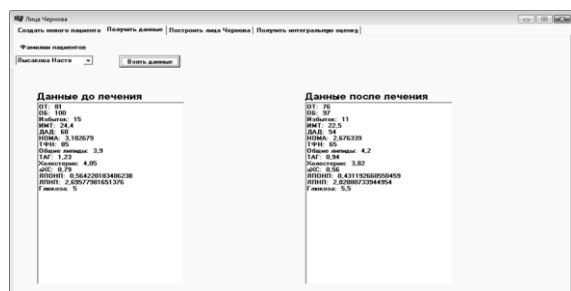 Лица Чернова
Создать нового пациента Получить данные Построить лица Чернова Получить интегральную оценку
Фамилии пациентов
Лысакова Настя Взять данные
Данные до лечения
ОТ: 81
ОБ: 100
Избыток: 15
ИМТ: 24,4
ДАД: 60
НОМА: 3,182679
ТФН: 85
Общие липиды: 3,9
ТАГ: 1,23
Холестерин: 4,05
аХС: 0,79
ЛПОНП: 0,564220183486238
ЛПНП: 2,69577981651376
Глюкоза: 5
Данные после лечения
ОТ: 76
ОБ: 97
Избыток: 11
ИМТ: 22,5
ДАД: 54
НОМА: 2,676339
ТФН: 65
Общие липиды: 4,2
ТАГ: 0,94
Холестерин: 3,82
аХС: 0,56
ЛПОНП: 0,431192660550459
ЛПНП: 2,82880733944954
Глюкоза: 5,5